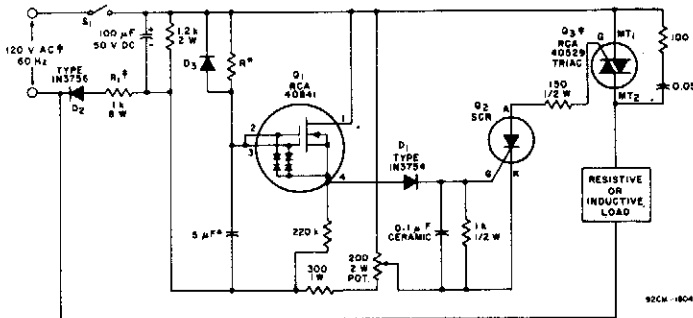 S1
120 V AC‡
60 Hz
TYPE
1N3756
D2
R1‡
1 k
8 W
100 µF
50 V DC
+
-
1.2 k
2 W
D3
R*
Q1
RCA
40841
1
2
3
4
5 µF*
220 k
300
1 W
200
2 W
POT.
D1
TYPE
1N3754
0.1 µF
CERAMIC
1 k
1/2 W
Q2
SCR
A
G
K
150
1/2 W
Q3‡
RCA
40529
TRIAC
G
MT1
MT2
100
0.05
RESISTIVE
OR
INDUCTIVE
LOAD
92CM-1804